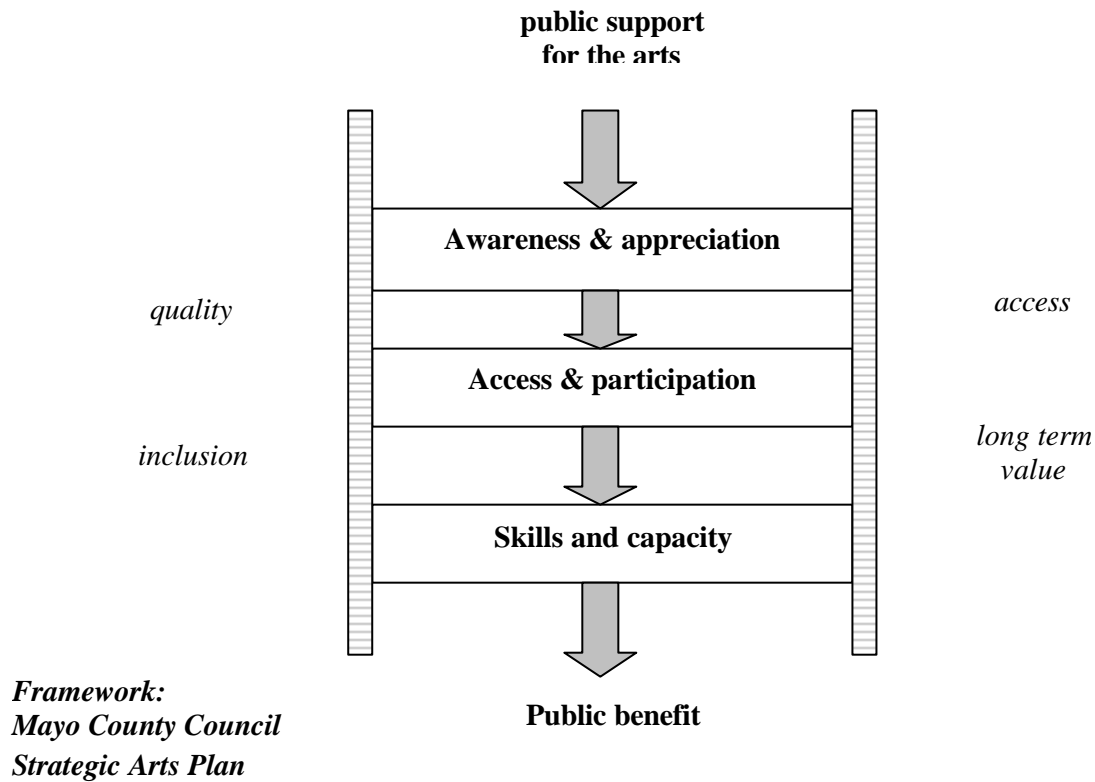 public support
for the arts
Awareness & appreciation
quality
access
Access & participation
inclusion
long term
value
Skills and capacity
Public benefit
Framework:
Mayo County Council
Strategic Arts Plan